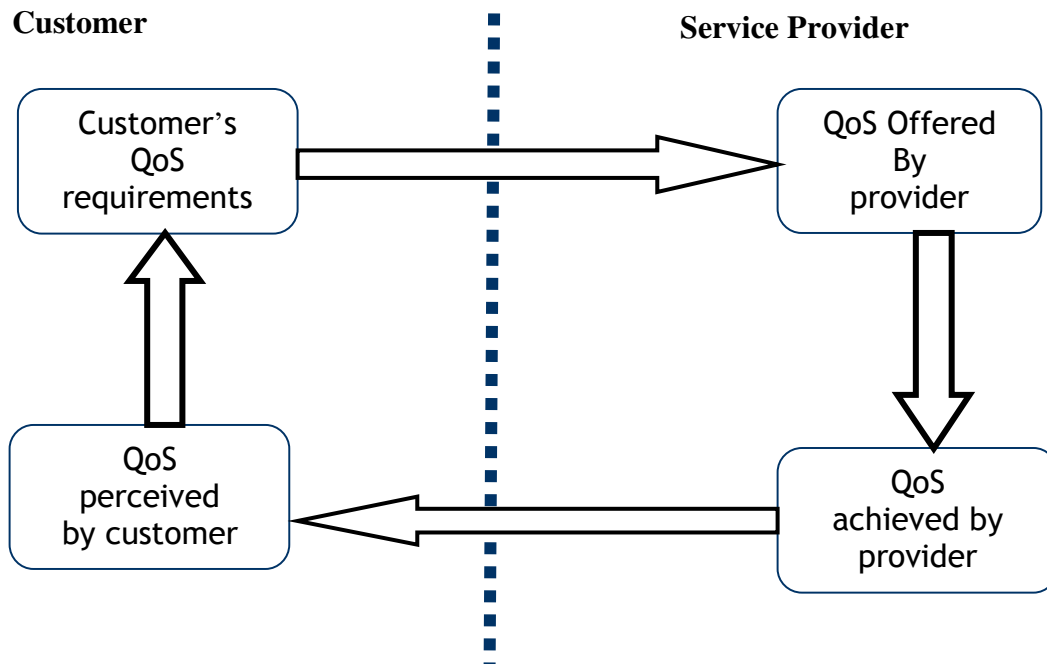 Customer
Service Provider
Customer’s
QoS
requirements
QoS Offered
By
provider
QoS
perceived
by customer
QoS
achieved by
provider